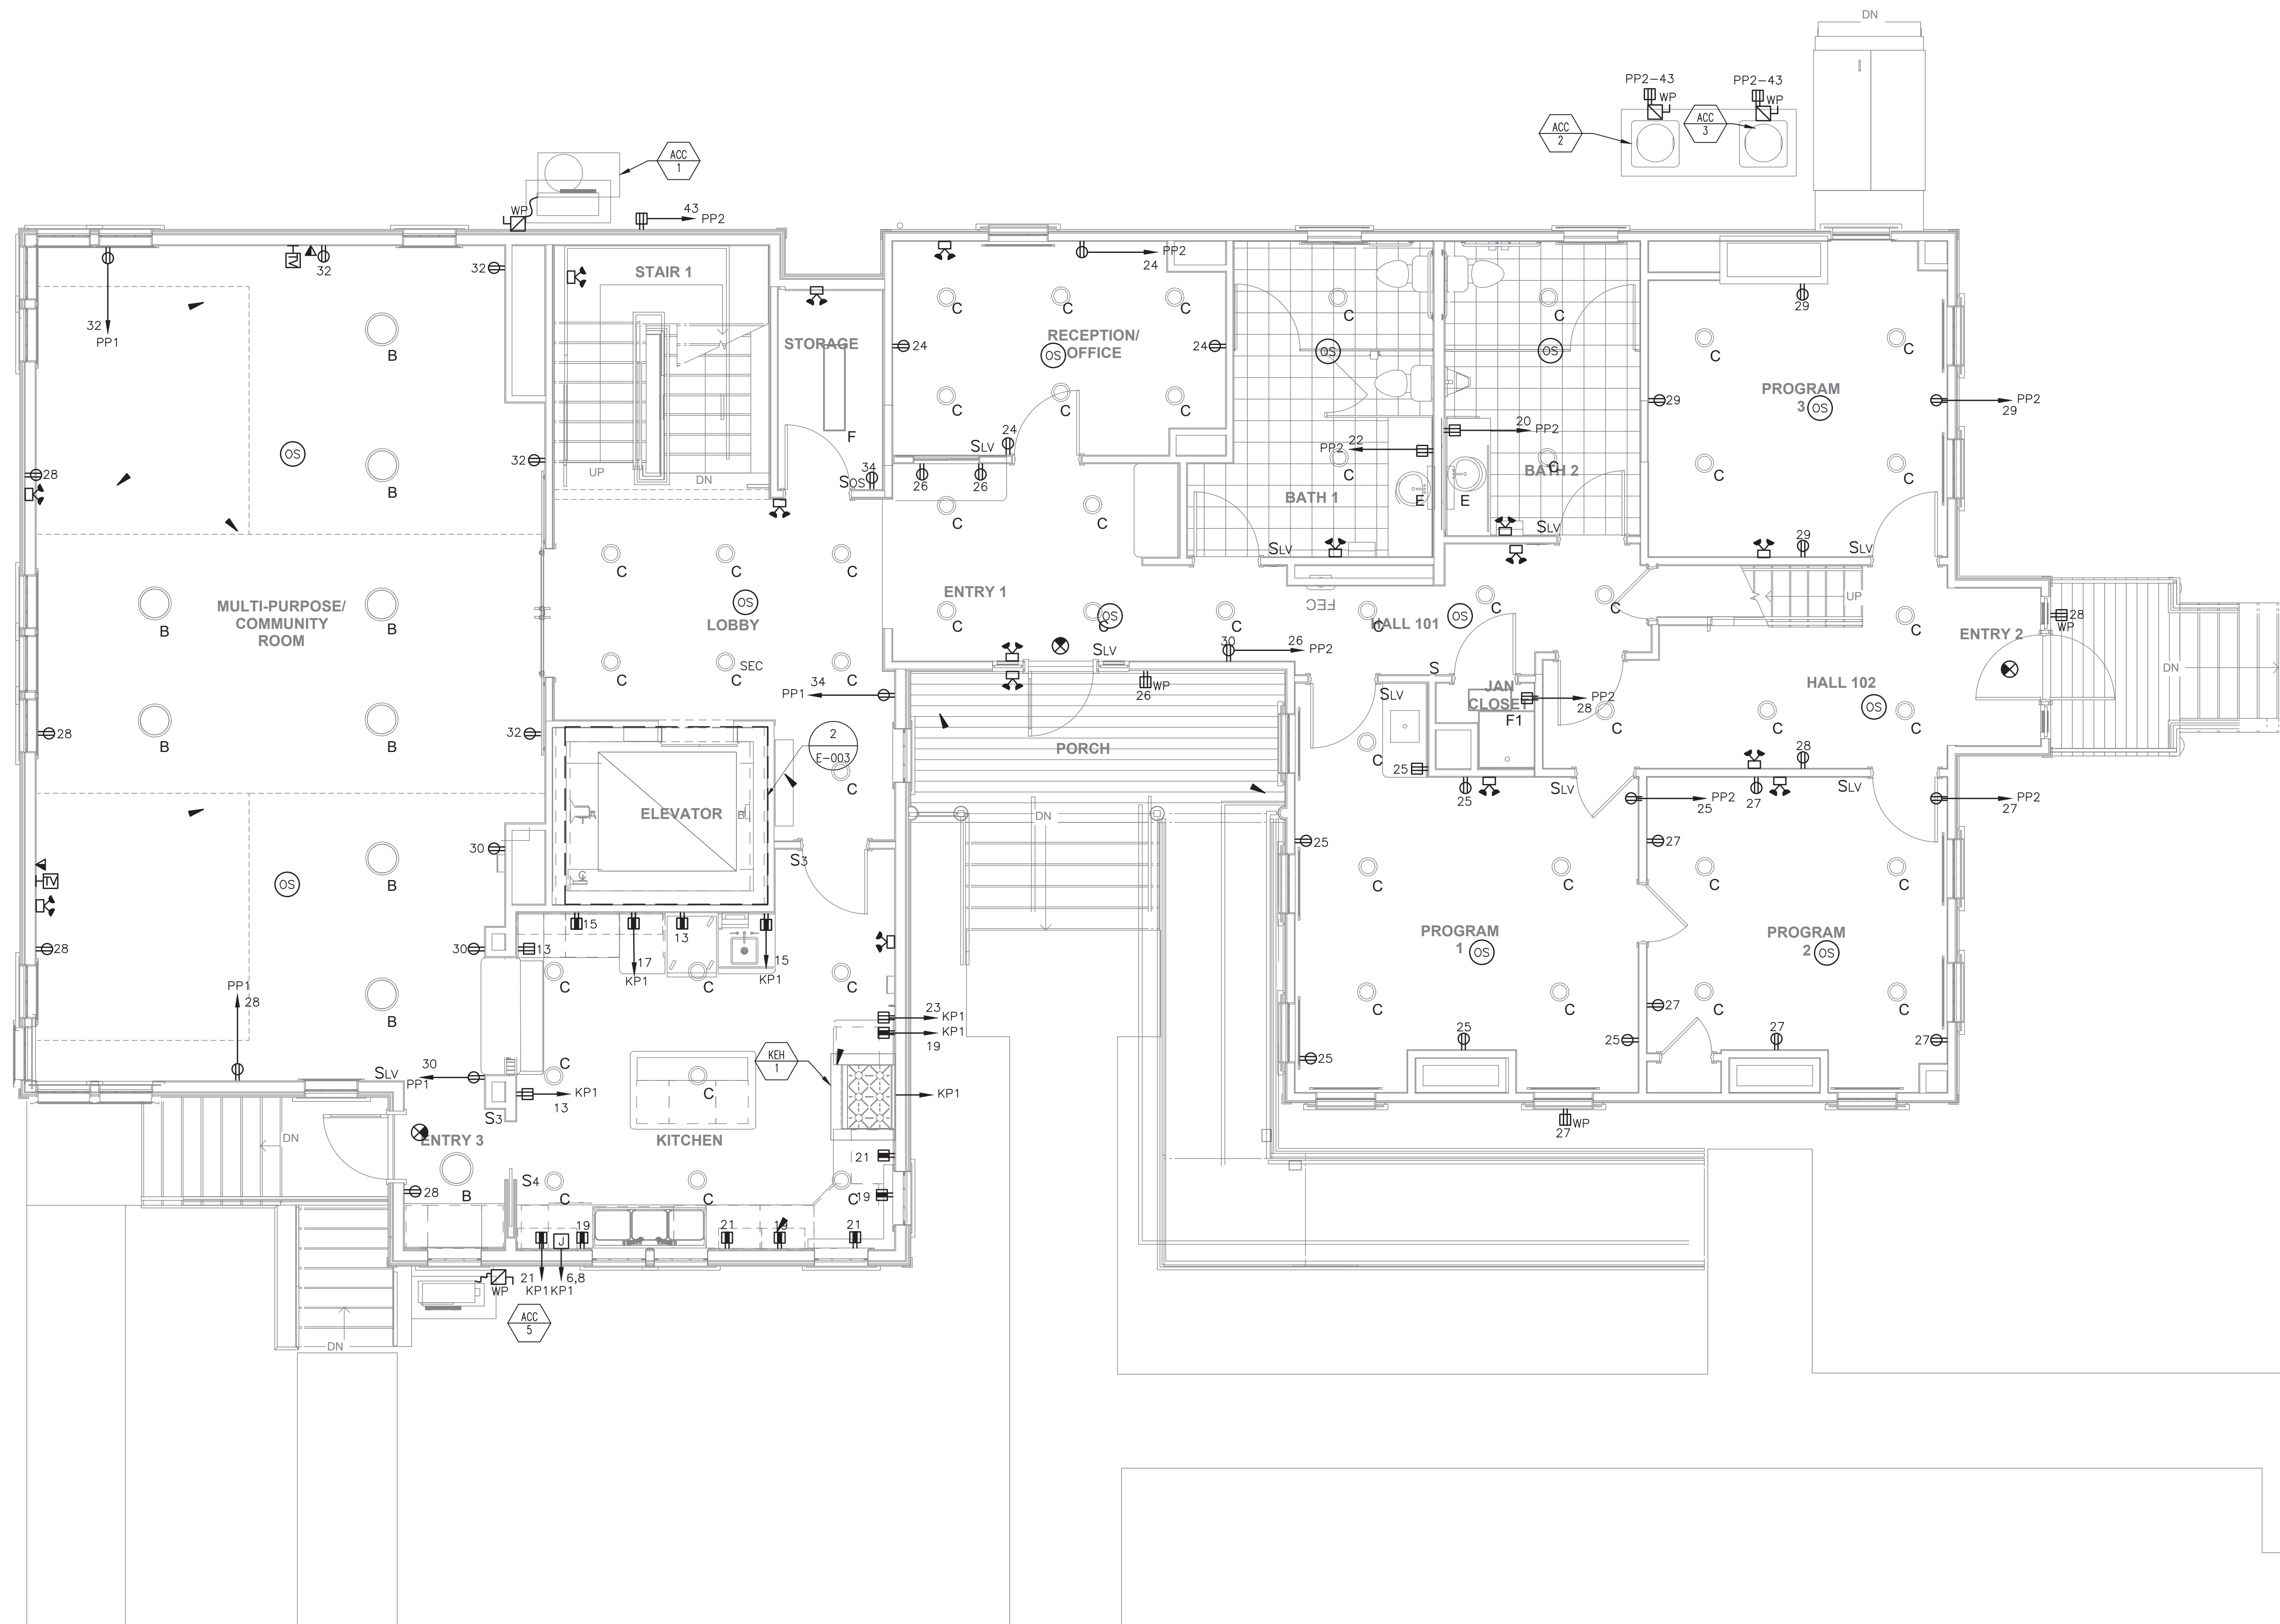 DN
PP2-43
WP
PP2-43
WP
ACC
2
ACC
3
ACC
1
WP
43
PP2
32
PP1
TV
32
32
STAIR 1
UP
DN
STORAGE
F
34
SOS
PP2
24
C
C
C
RECEPTION/
OFFICE
OS
24
24
C
C
C
24
SLV
26
26
C
C
C
C
OS
OS
20
PP2
22
PP2
C
C
BATH 1
BATH 2
E
E
SLV
SLV
29
C
C
PROGRAM
3
OS
29
PP2
29
C
C
29
SLV
B
B
OS
28
32
MULTI-PURPOSE/
COMMUNITY
ROOM
B
B
B
B
28
32
C
C
C
OS
LOBBY
SEC
C
C
C
34
PP1
ENTRY 1
C
C
OS
C
C
HALL 101
FEC
OS
C
C
30
26
PP2
SLV
WP
26
S
SLV
JAN
CLOSET
F1
PP2
28
UP
C
ENTRY 2
28
WP
DN
HALL 102
OS
C
C
C
PORCH
DN
2
E-003
C
ELEVATOR
S3
C
25
25
SLV
28
27
SLV
PP2
25
PP2
27
30
B
TV
OS
28
30
13
15
17
KP1
13
15
KP1
B
PP1
28
C
C
C
23
KP1
KP1
19
KEH
1
KP1
C
C
30
PP1
SLV
KP1
13
S3
DN
ENTRY 3
KITCHEN
B
28
S4
C
C
C
21
19
19
J
21
19
21
21
KP1
6,8
KP1
WP
ACC
5
DN
25
C
C
PROGRAM
1
OS
C
C
25
25
25
27
C
C
PROGRAM
2
OS
C
C
27
27
27
27
WP